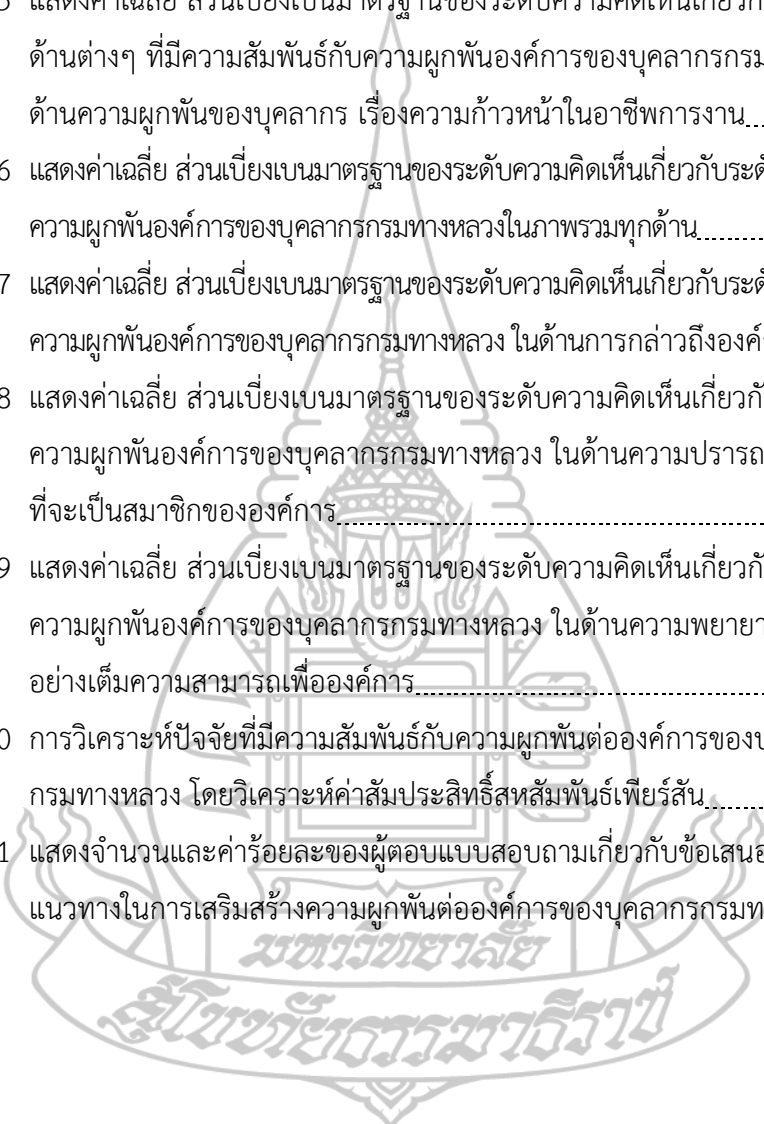 แสดงค่าเฉลี่ย ส่วนเบี่ยงเบนมาตรฐานของระดับความคิดเห็นเกี่ยวก
ด้านต่างๆ ที่มีความสัมพันธ์กับความผูกพันองค์การของบุคลากรกรม
ด้านความผูกพันของบุคลากร เรื่องความก้าวหน้าในอาชีพการงาน
6 แสดงค่าเฉลี่ย ส่วนเบี่ยงเบนมาตรฐานของระดับความคิดเห็นเกี่ยวกับระดั
ความผูกพันองค์การของบุคลากรกรมทางหลวงในภาพรวมทุกด้าน
7 แสดงค่าเฉลี่ย ส่วนเบี่ยงเบนมาตรฐานของระดับความคิดเห็นเกี่ยวกับระดั
ความผูกพันองค์การของบุคลากรกรมทางหลวง ในด้านการกล่าวถึงองค์
8 แสดงค่าเฉลี่ย ส่วนเบี่ยงเบนมาตรฐานของระดับความคิดเห็นเกี่ยวกั
ความผูกพันองค์การของบุคลากรกรมทางหลวง ในด้านความปรารถ
ที่จะเป็นสมาชิกขององค์การ
9 แสดงค่าเฉลี่ย ส่วนเบี่ยงเบนมาตรฐานของระดับความคิดเห็นเกี่ยวกั
ความผูกพันองค์การของบุคลากรกรมทางหลวง ในด้านความพยายา
อย่างเต็มความสามารถเพื่อองค์การ
0 การวิเคราะห์ปัจจัยที่มีความสัมพันธ์กับความผูกพันต่อองค์การของบ
กรมทางหลวง โดยวิเคราะห์ค่าสัมประสิทธิ์สหสัมพันธ์เพียร์สัน
1 แสดงจำนวนและค่าร้อยละของผู้ตอบแบบสอบถามเกี่ยวกับข้อเสนอ
แนวทางในการเสริมสร้างความผูกพันต่อองค์การของบุคลากรกรมท
มหาวิทยาลัย
สุโขทัยธรรมาธิราช